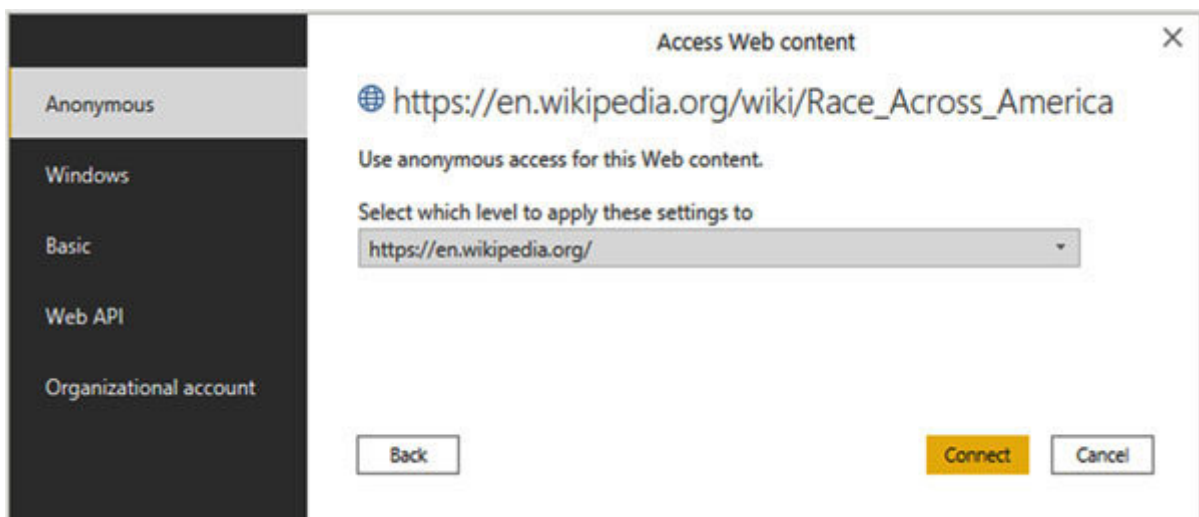 Access Web content
Anonymous
Windows
Basic
Web API
Organizational account
https://en.wikipedia.org/wiki/Race_Across_America
Use anonymous access for this Web content.
Select which level to apply these settings to
https://en.wikipedia.org/
Back
Connect
Cancel